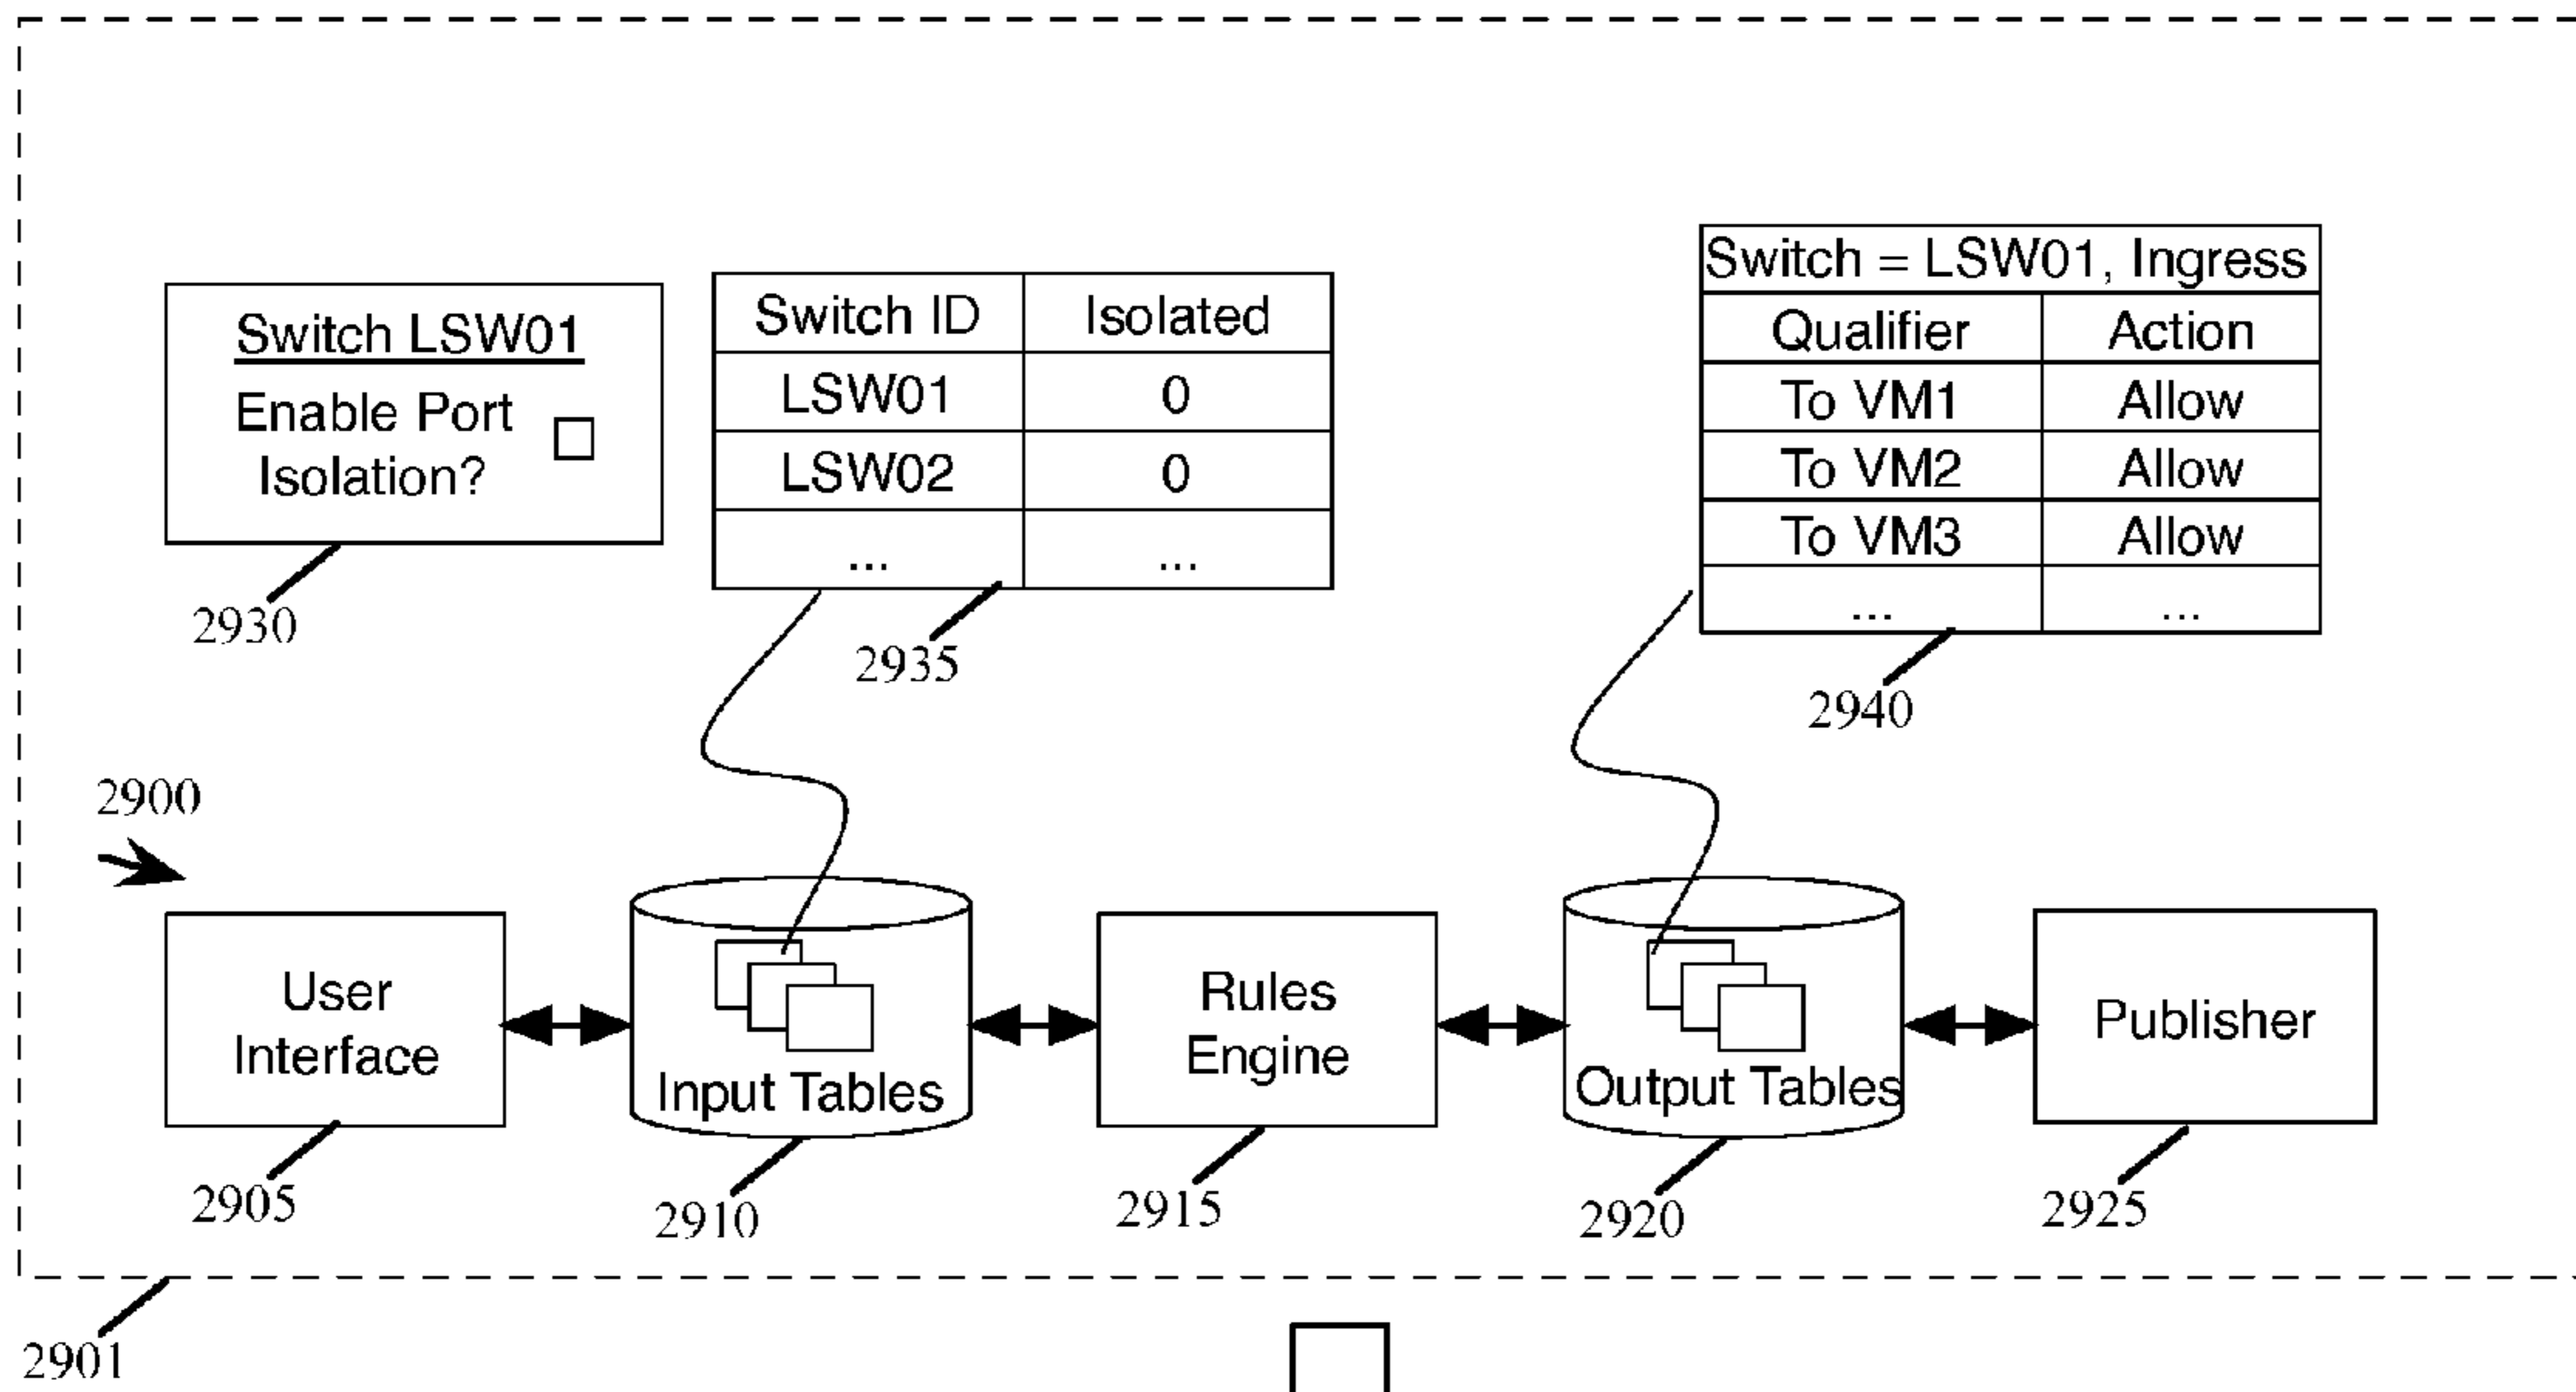 Switch LSW01
Enable Port
Isolation?
2930
Switch ID Isolated
LSW01 0
LSW02 0
... ...
2935
Switch = LSW01, Ingress
Qualifier Action
To VM1 Allow
To VM2 Allow
To VM3 Allow
... ...
2940
2900
User
Interface
2905
Input Tables
2910
Rules
Engine
2915
Output Tables
2920
Publisher
2925
2901